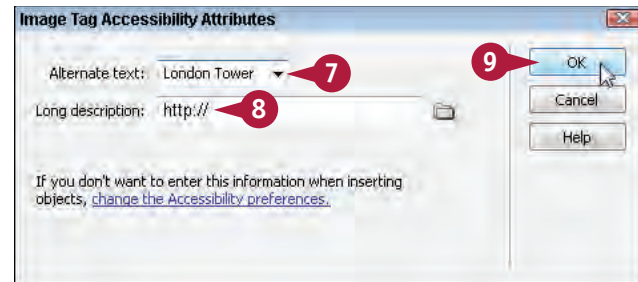 Image Tag Accessibility Attributes
Alternate text: London Tower 7
9 OK
Long description: http:// 8
Cancel
Help
If you don't want to enter this information when inserting
objects, change the Accessibility preferences.